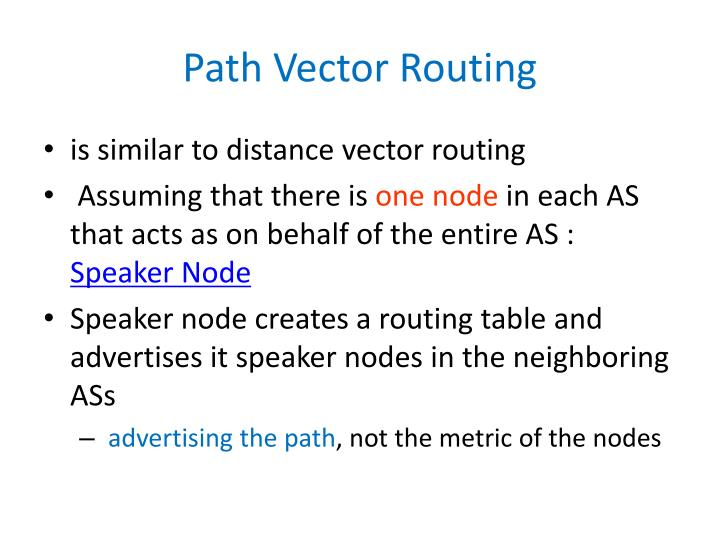 Path Vector Routing
• is similar to distance vector routing
• Assuming that there is one node in each AS
that acts as on behalf of the entire AS :
Speaker Node
• Speaker node creates a routing table and
advertises it speaker nodes in the neighboring
ASs
– advertising the path, not the metric of the nodes